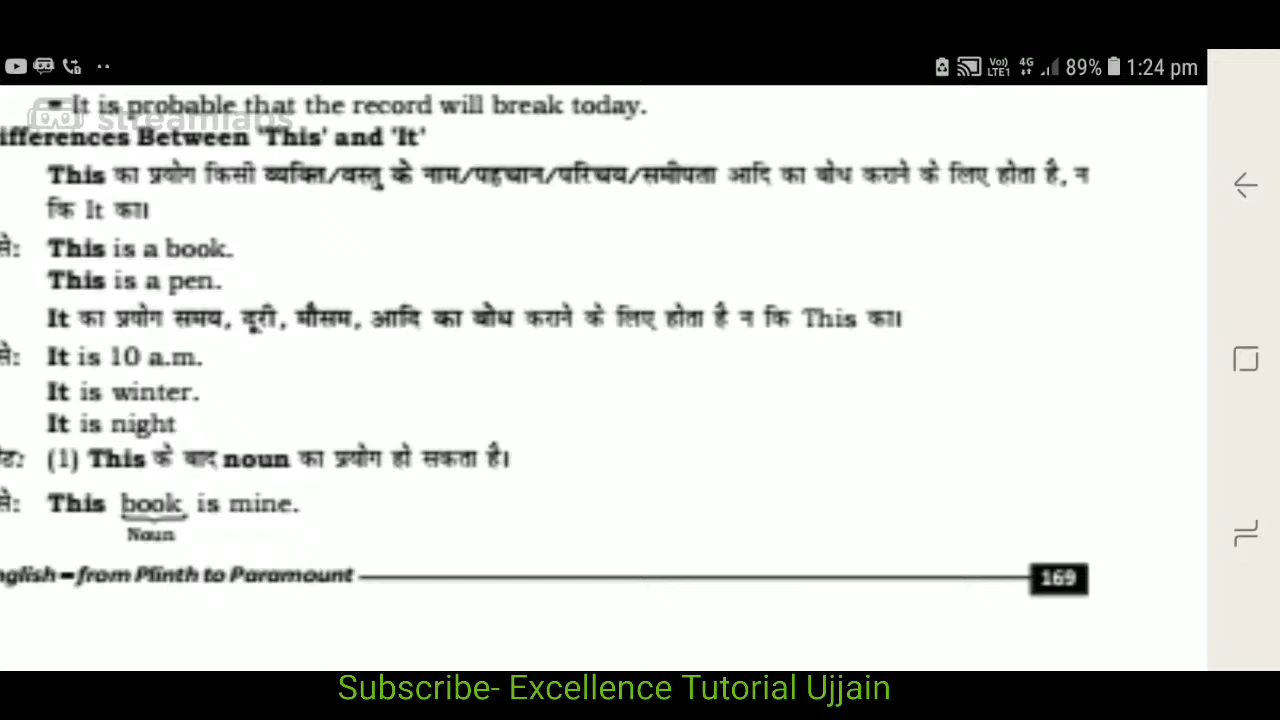 89% 1:24 pm
= It is probable that the record will break today.
streamlabs
ifferences Between 'This' and 'It'
This का प्रयोग किसी व्यक्ति/वस्तु के नाम/पहचान/परिचय/समीपता आदि का बोध कराने के लिए होता है, न
कि It का।
से: This is a book.
This is a pen.
It का प्रयोग समय, दूरी, मौसम, आदि का बोध कराने के लिए होता है न कि This का।
से: It is 10 a.m.
It is winter.
It is night
नोट: (1) This के बाद noun का प्रयोग हो सकता है।
से: This book is mine.
Noun
nglish – from Plinth to Paramount 169
Subscribe- Excellence Tutorial Ujjain